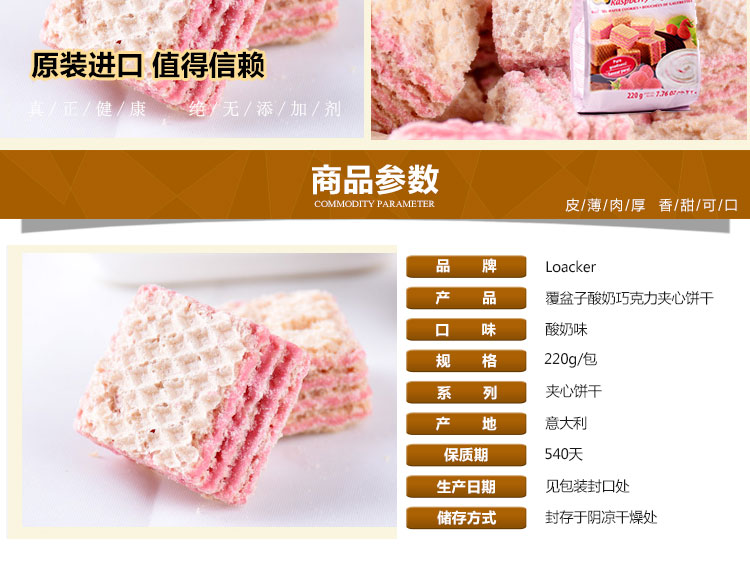 Raspberry
原装进口 值得信赖
真/正/健/康 绝/无/添/加/剂
220 g
商品参数
COMMODITY PARAMETER
皮/薄/肉/厚 香/甜/可/口
品 牌 Loacker
产 品 覆盆子酸奶巧克力夹心饼干
口 味 酸奶味
规 格 220g/包
系 列 夹心饼干
产 地 意大利
保质期 540天
生产日期 见包装封口处
储存方式 封存于阴凉干燥处